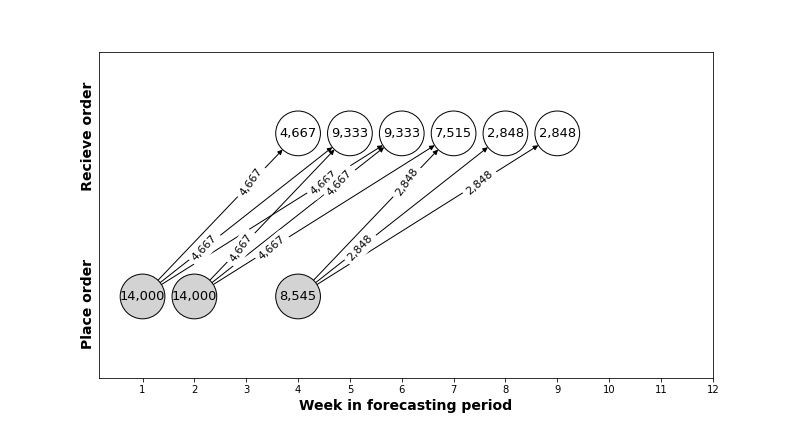 Recieve order
4,667 9,333 9,333 7,515 2,848 2,848
4,667 4,667 4,667 2,848 2,848
4,667 4,667 4,667 2,848
Place order
14,000 14,000 8,545
1 2 3 4 5 6 7 8 9 10 11 12
Week in forecasting period